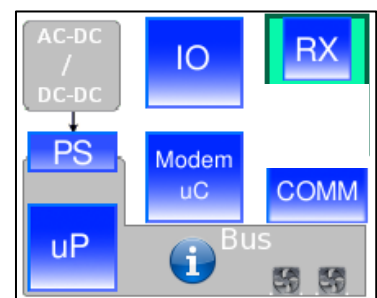 AC-DC
/
DC-DC
IO
RX
PS
Modem
uC
COMM
uP
i
Bus